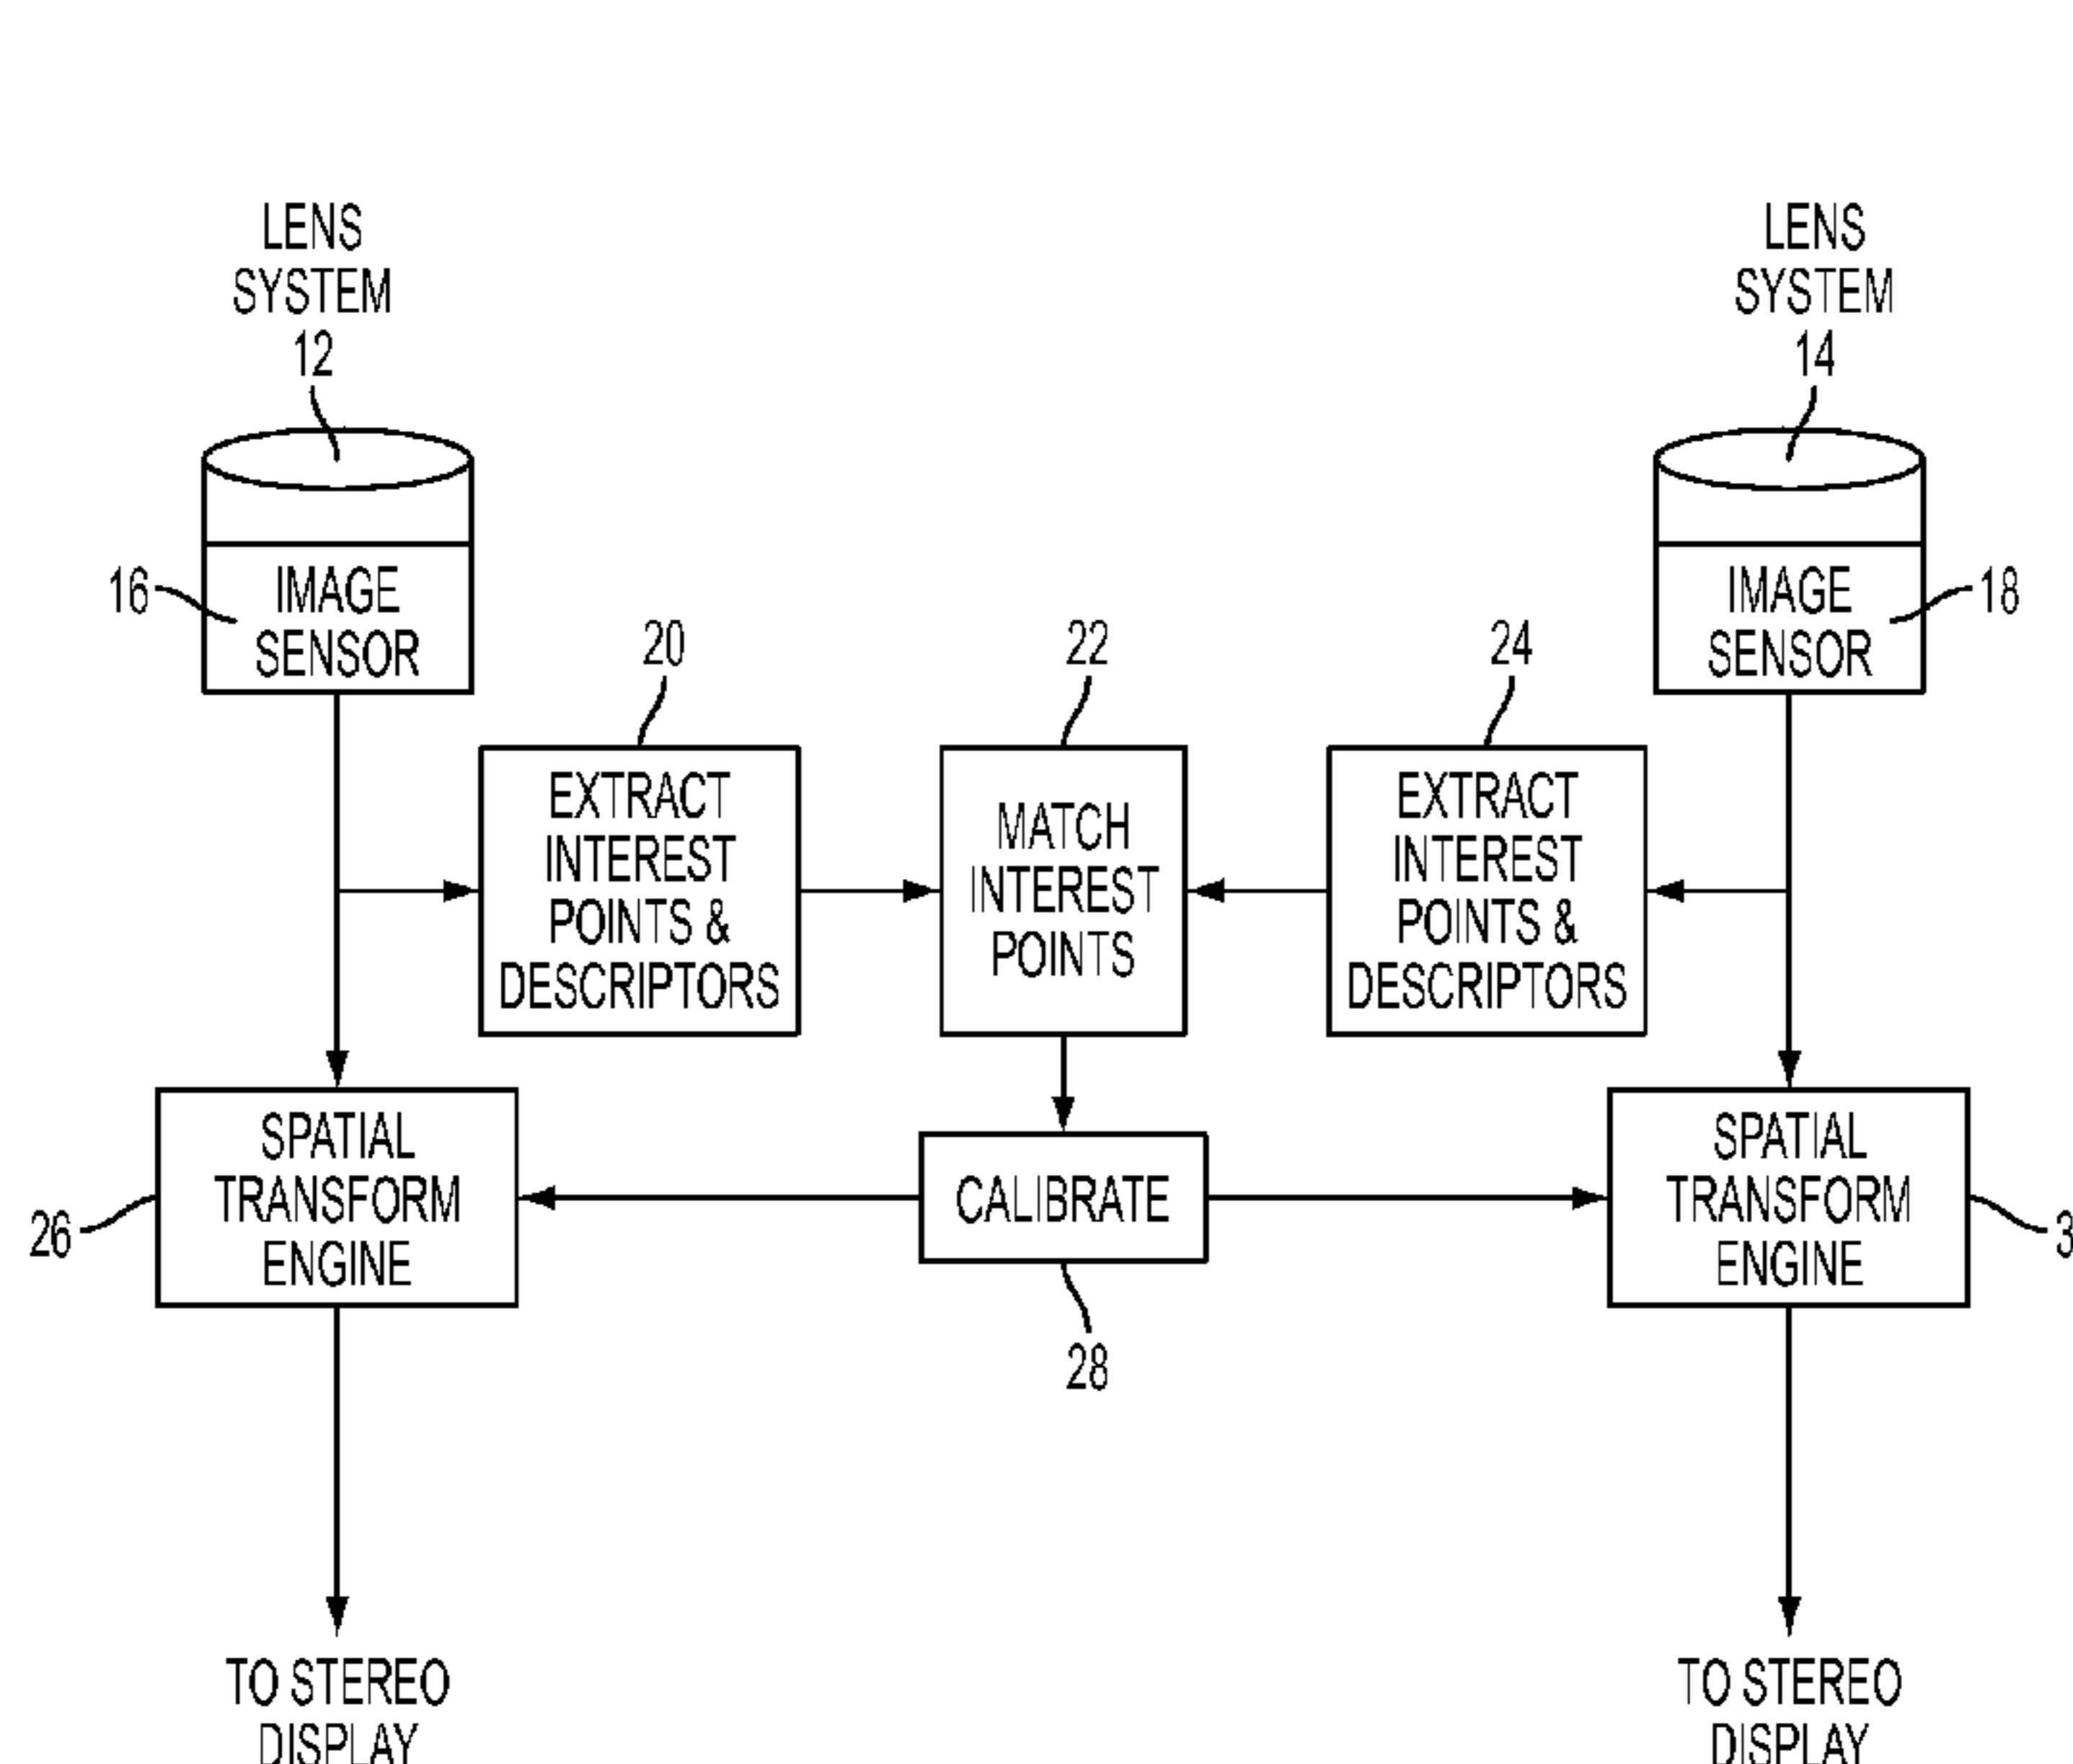 LENS
SYSTEM
12
LENS
SYSTEM
14
16
IMAGE
SENSOR
IMAGE
SENSOR
18
20
22
24
EXTRACT
INTEREST
POINTS &
DESCRIPTORS
MATCH
INTEREST
POINTS
EXTRACT
INTEREST
POINTS &
DESCRIPTORS
SPATIAL
TRANSFORM
ENGINE
26
CALIBRATE
28
SPATIAL
TRANSFORM
ENGINE
3
TO STEREO
DISPLAY
TO STEREO
DISPLAY